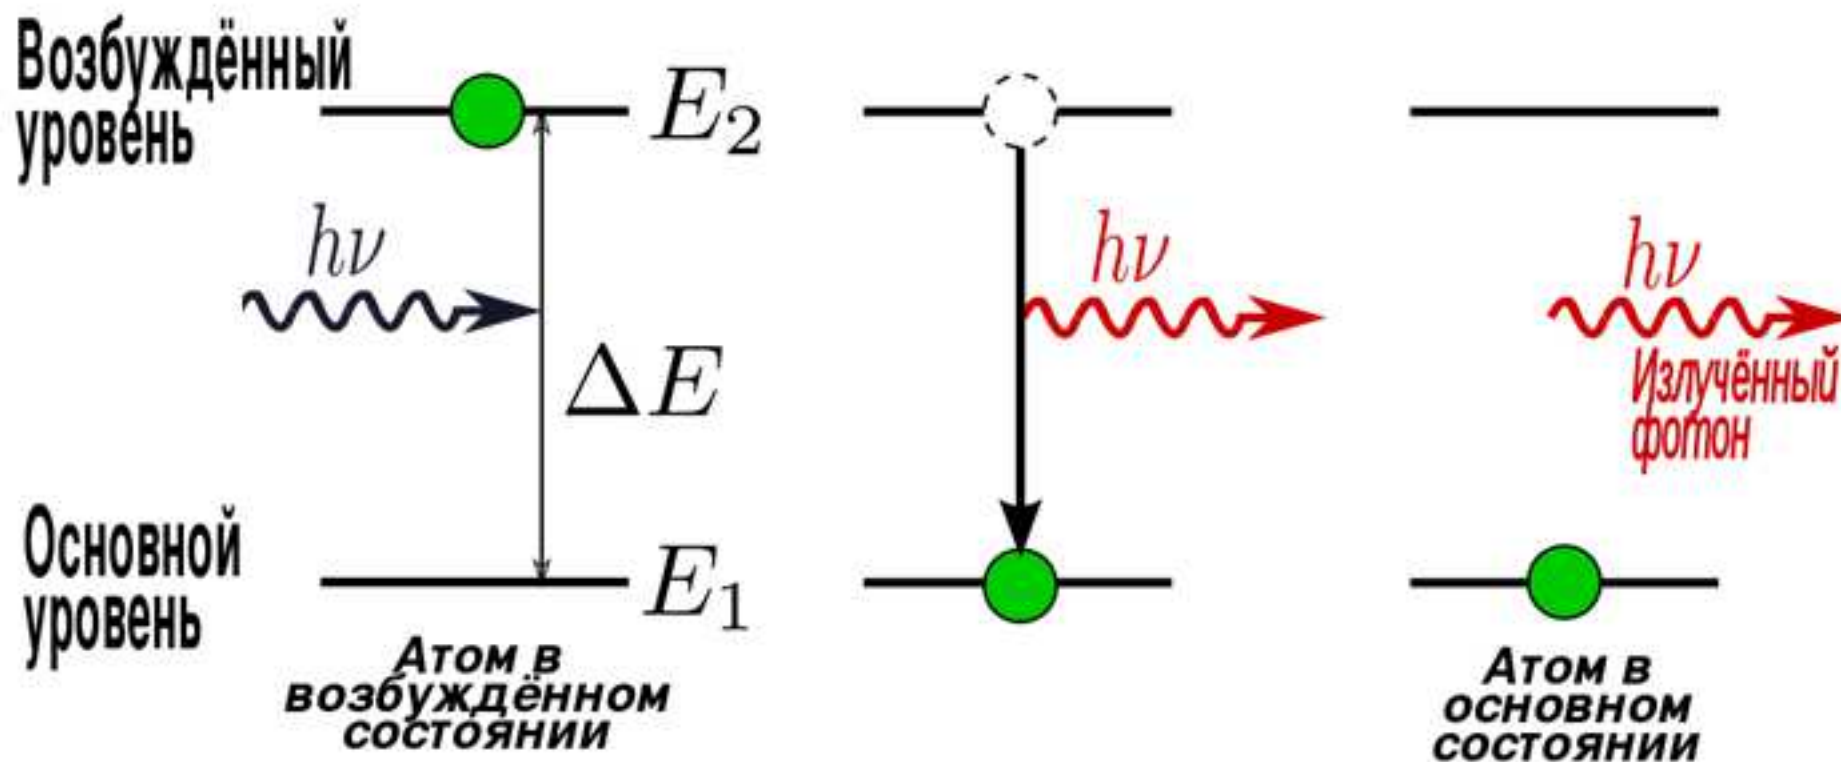 Возбуждённый
уровень
E₂
hν
hν
hν
ΔE
Излучённый
фотон
Основной
уровень
E₁
Атом в
возбуждённом
состоянии
Атом в
основном
состоянии